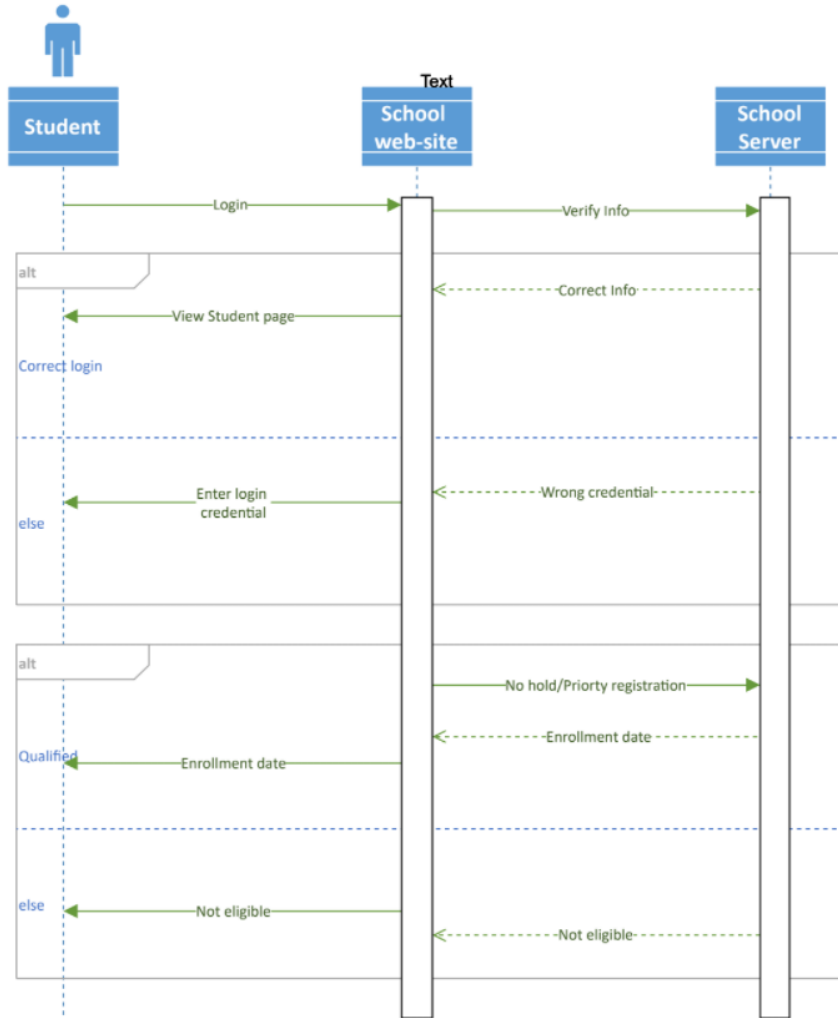 Text
Student
School
web-site
School
Server
Login
Verify Info
alt
Correct Info
View Student page
Correct login
Wrong credential
Enter login
credential
else
alt
No hold/Priorty registration
Enrollment date
Qualified
Enrollment date
else
Not eligible
Not eligible